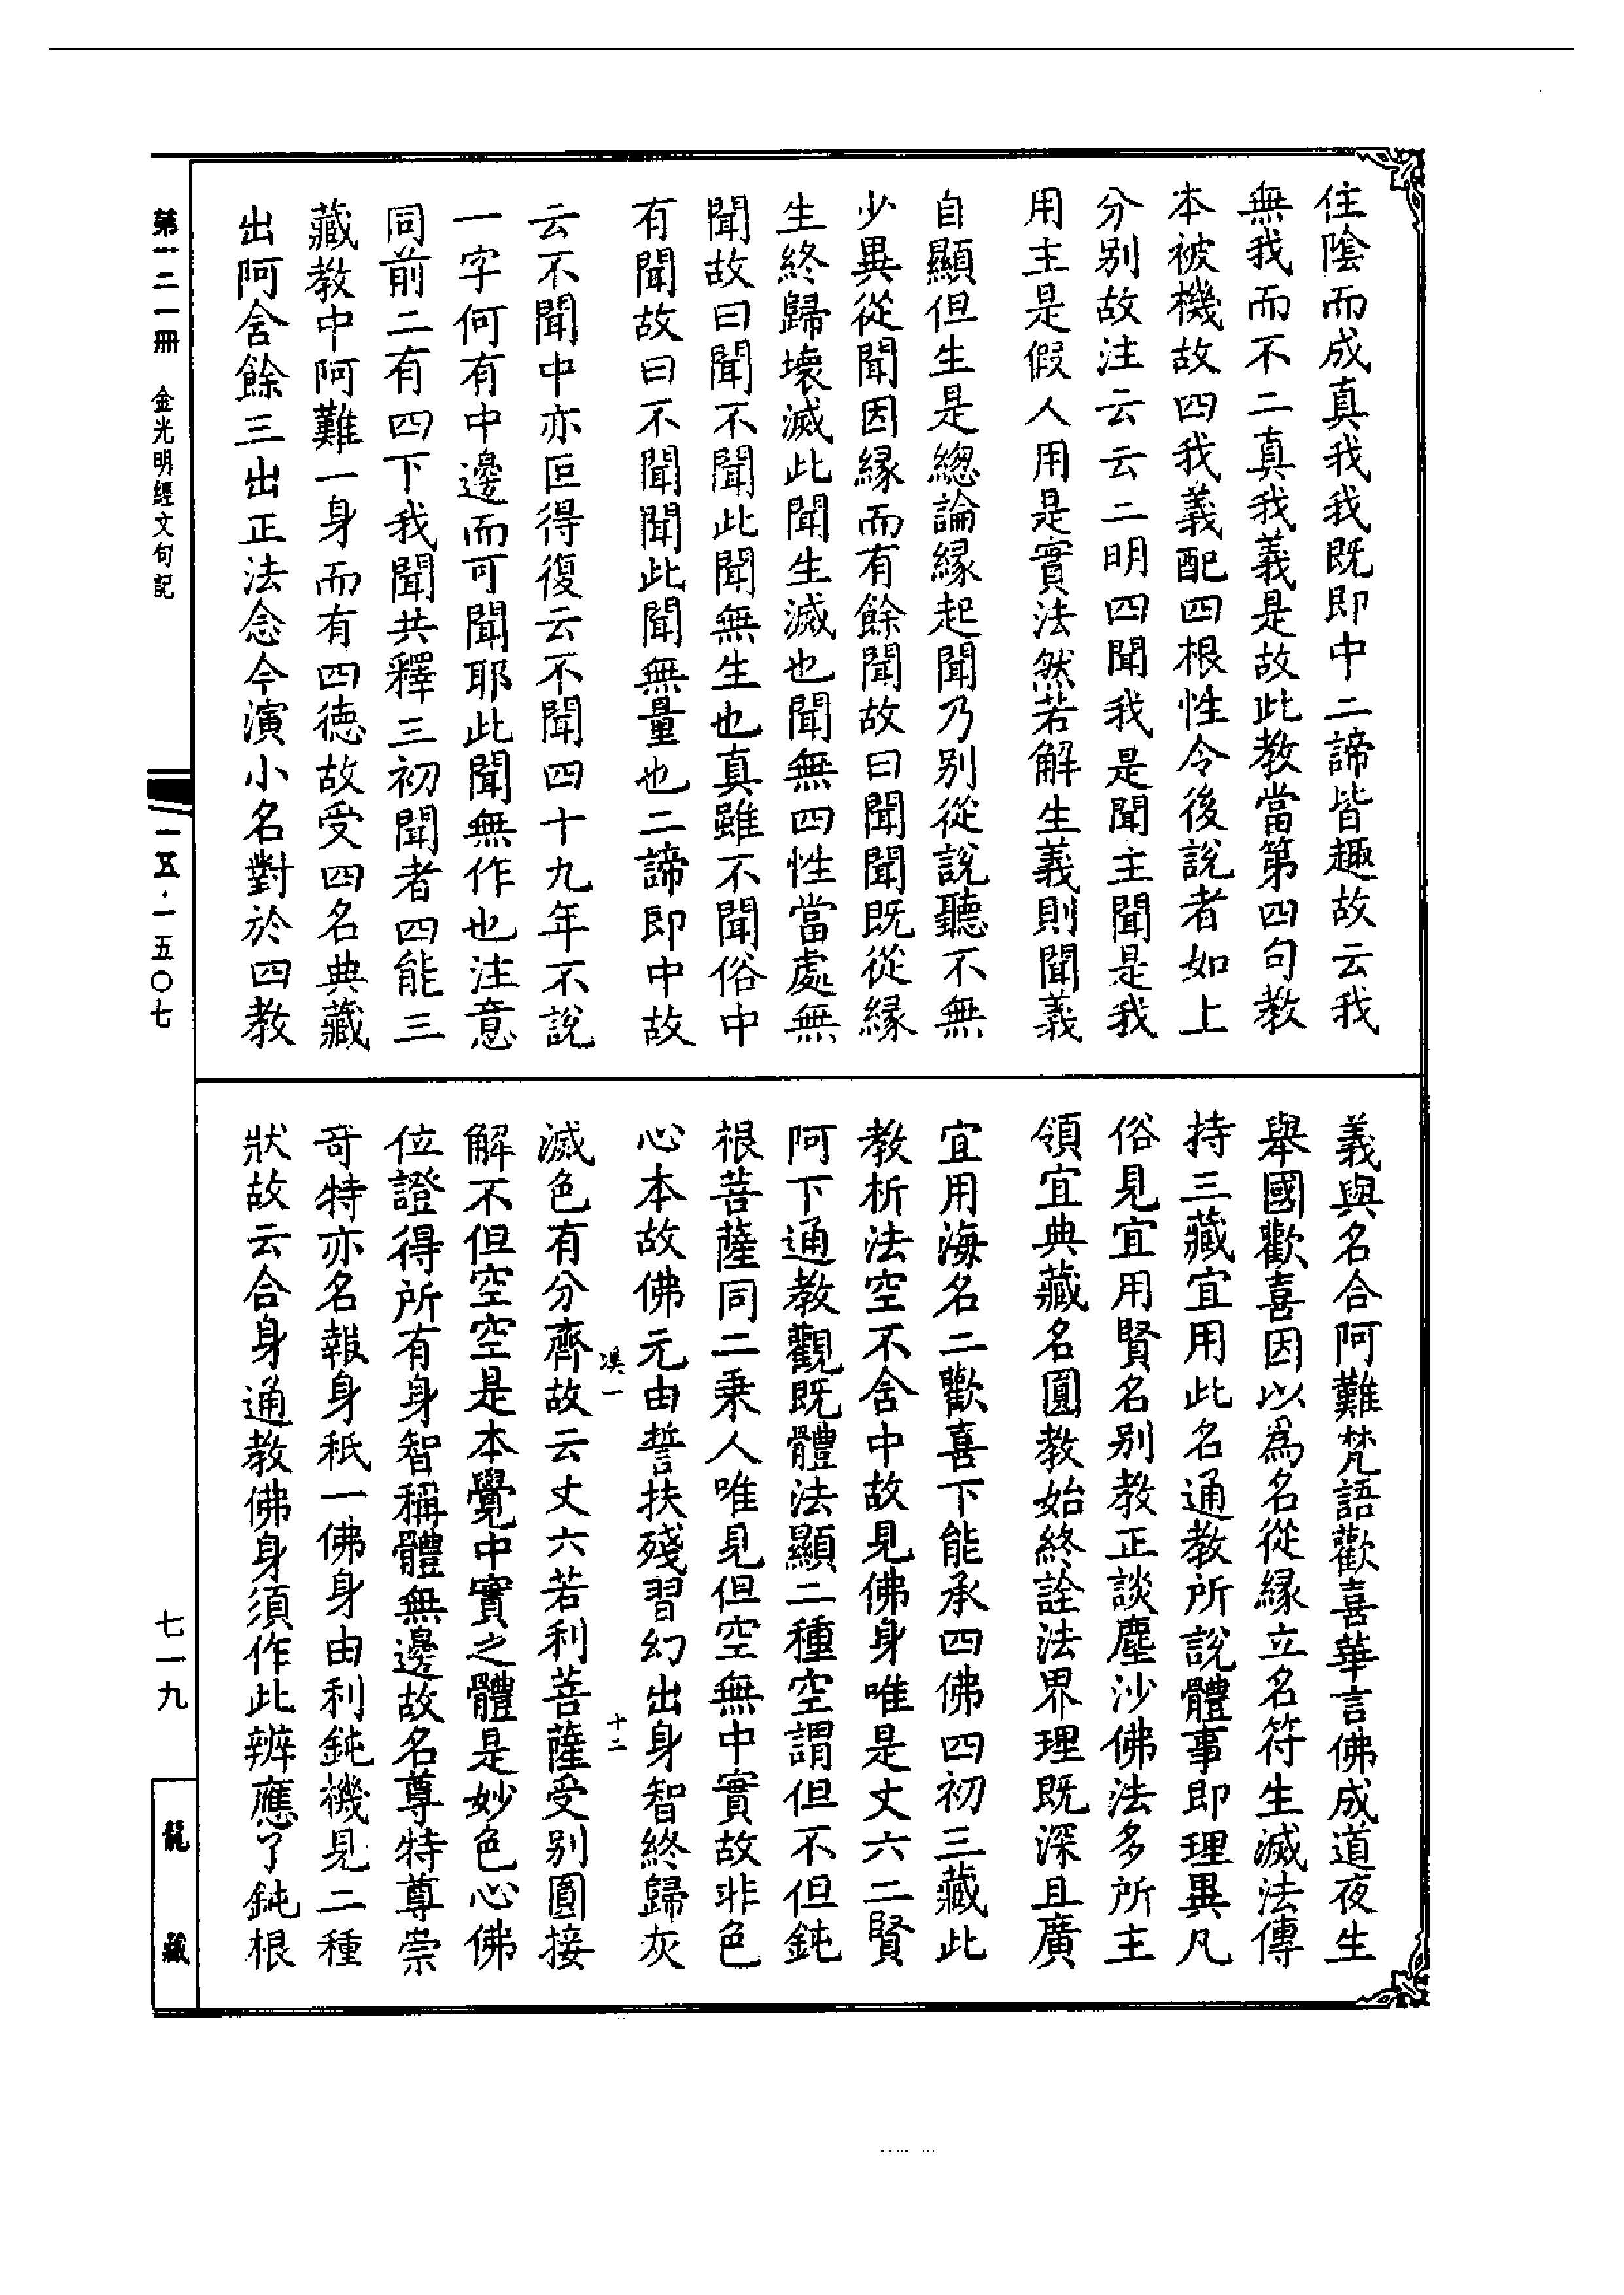 住陰而成真我我既即中二諦皆趣故云我
無我而不二真我我義是故此教當第四句教
本被機故四我義配四根性令後說者如上
分別故注云云二明四聞我是聞主聞是我
用主是假人用是實法然若解生義則聞義
自顯但生是總論緣起聞乃別從說聽不無
少異從聞因緣而有餘聞故曰聞聞既從緣
生終歸壞滅此聞生滅也聞無四性當處無
聞故曰聞不聞此聞無生也真雖不聞俗中
有聞故曰不聞聞此聞無量也二諦即中故
云不聞中亦叵得復云不聞四十九年不說
一字何有中邊而可聞耶此聞無作也注意
同前二有四下我聞共釋三初聞者四能三
藏教中阿難一身而有四德故受四名典藏
出阿含餘三出正法念今演小名對於四教
義與名合阿難梵語歡喜華言佛成道夜生
舉國歡喜因以為名從緣立名符生滅法傳
持三藏宜用此名通教所說體事即理異凡
俗見宜用賢名別教正談塵沙佛法多所主
領宜典藏名圓教始終詮法界理既深且廣
宜用海名二歡喜下能承四佛四初三藏此
教析法空不含中故見佛身唯是丈六二賢
阿下通教觀既體法顯二種空謂但不但鈍
根菩薩同二乘人唯見但空無中實故非色
心本故佛元由誓扶殘習幻出身智終歸灰
滅色有分齊故云丈六若利菩薩受別圓接
解不但空空是本覺中實之體是妙色心佛
位證得所有身智稱體無邊故名尊特尊崇
奇特亦名報身秖一佛身由利鈍機見二種
狀故云合身通教佛身須作此辨應了鈍根
第一二一冊 金光明經文句記
一五·一五〇七
七一九
龍藏
十二